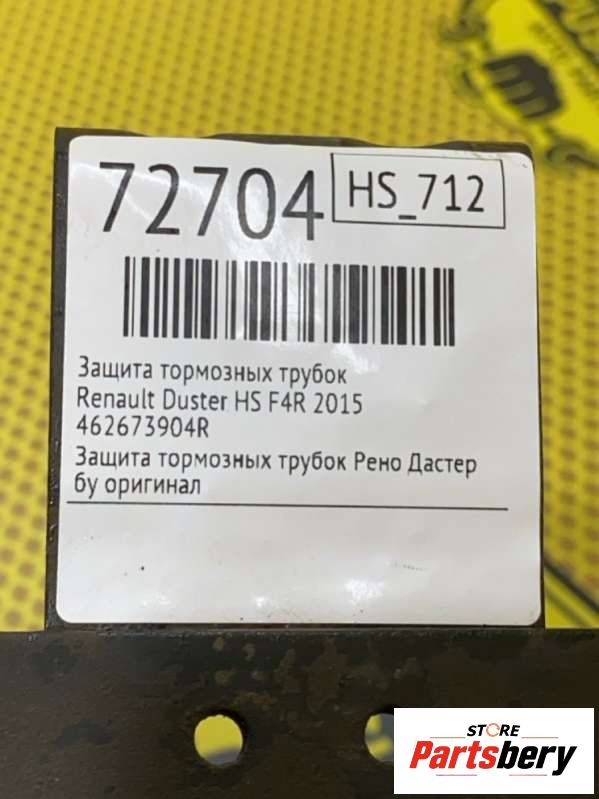 72704
HS_712
Защита тормозных трубок
Renault Duster HS F4R 2015
462673904R
Защита тормозных трубок Рено Дастер
бу оригинал
STORE
Partsbery